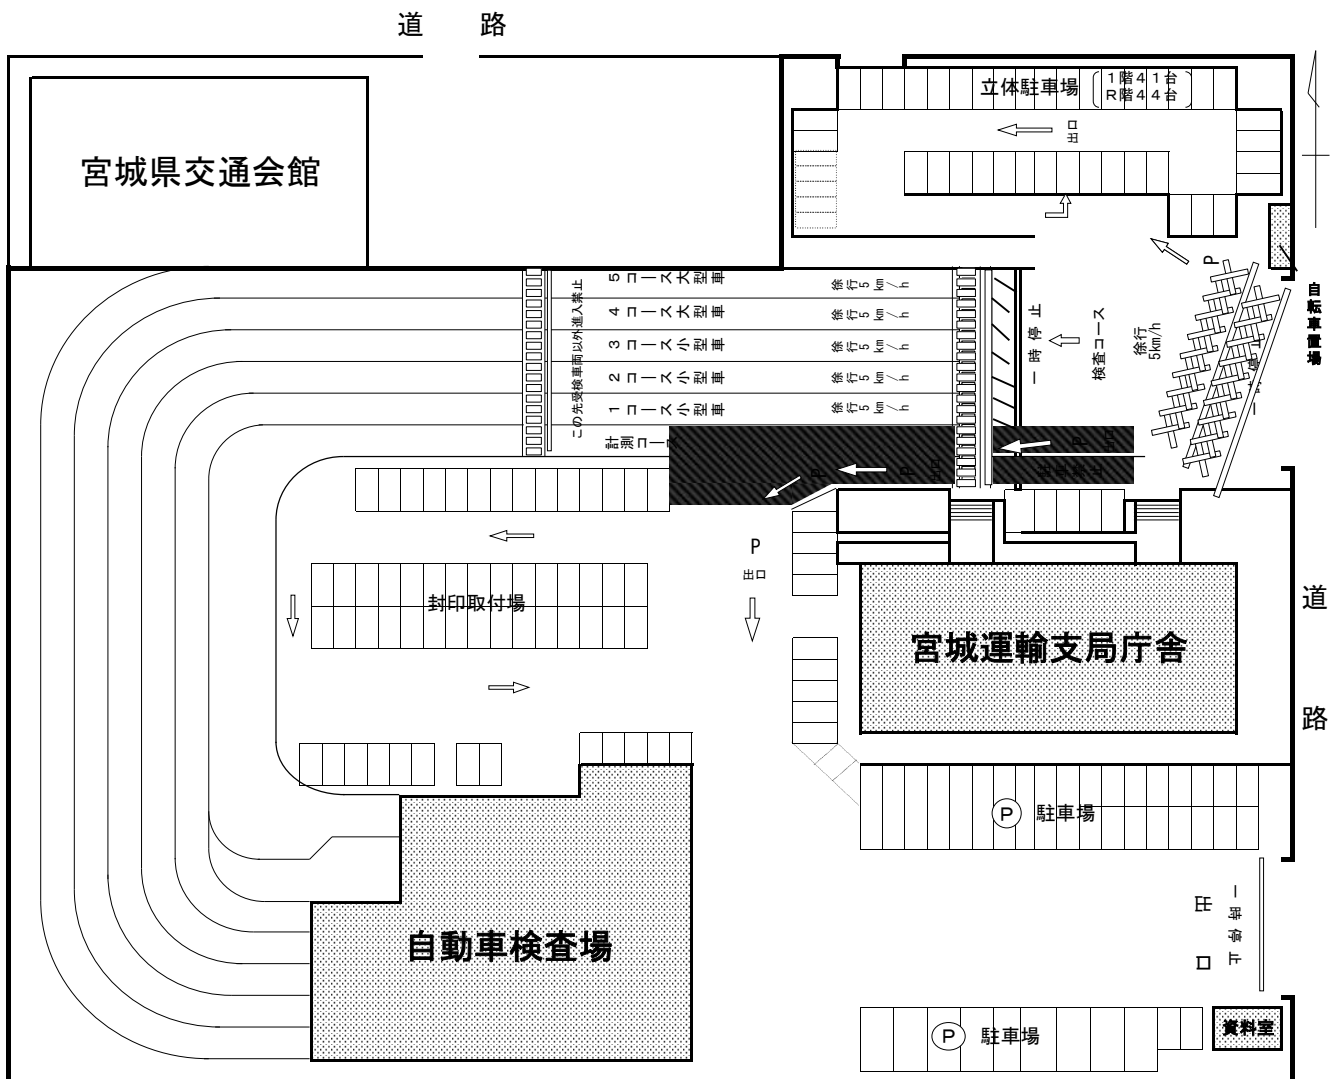 道 路
立体駐車場
1階41台
R階44台
出口
宮城県交通会館
P
自転車置場
この先受検車両以外進入禁止
5コース大型車
徐行5km/h
4コース大型車
徐行5km/h
3コース小型車
徐行5km/h
2コース小型車
徐行5km/h
1コース小型車
徐行5km/h
計測コース
一時停止
検査コース
徐行
5km/h
P
P
P
出口
封印取付場
宮城運輸支局庁舎
道路
P 駐車場
自動車検査場
出口
一時停止
P 駐車場
資料室